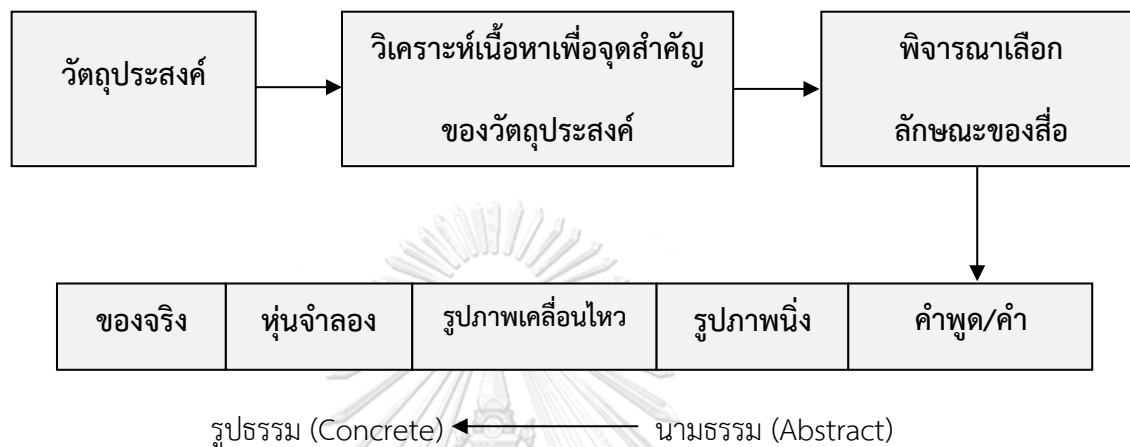 วัตถุประสงค์
วิเคราะห์เนื้อหาเพื่อจุดสำคัญ
ของวัตถุประสงค์
พิจารณาเลือก
ลักษณะของสื่อ
ของจริง
หุ่นจำลอง
รูปภาพเคลื่อนไหว
รูปภาพนิ่ง
คำพูด/คำ
รูปธรรม (Concrete)
นามธรรม (Abstract)